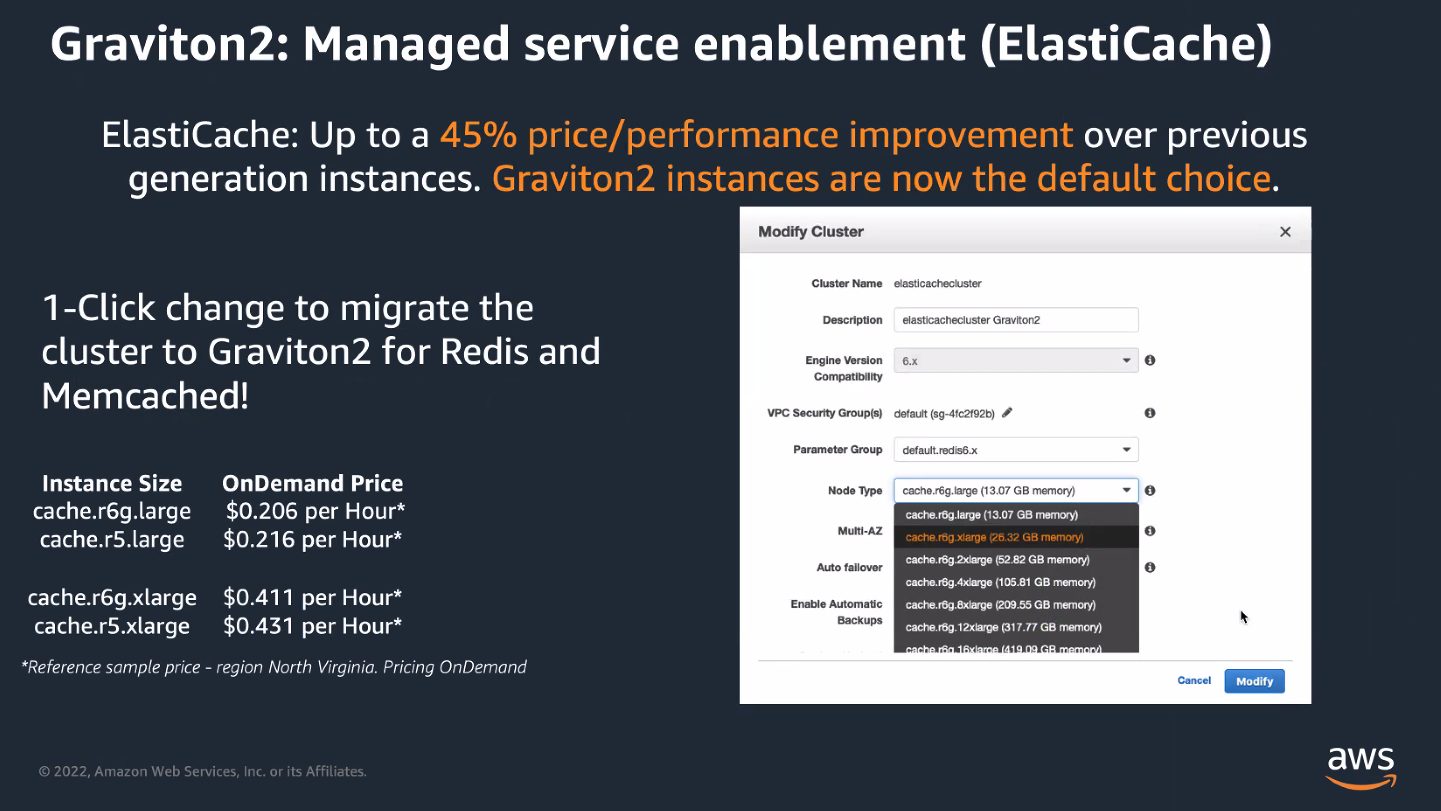 Graviton2: Managed service enablement (ElastiCache)
ElastiCache: Up to a 45% price/performance improvement over previous
generation instances. Graviton2 instances are now the default choice.
1-Click change to migrate the
cluster to Graviton2 for Redis and
Memcached!
Instance Size OnDemand Price
cache.r6g.large $0.206 per Hour*
cache.r5.large $0.216 per Hour*
cache.r6g.xlarge $0.411 per Hour*
cache.r5.xlarge $0.431 per Hour*
*Reference sample price - region North Virginia. Pricing OnDemand
Modify Cluster
Cluster Name elasticachecluster
Description elasticachecluster Graviton2
Engine Version
Compatibility
6.x
VPC Security Group(s) default (sg-4fc2f92b)
Parameter Group default.redis6.x
Node Type cache.r6g.large (13.07 GB memory)
cache.r6g.large (13.07 GB memory)
Multi-AZ
cache.r6g.xlarge (26.32 GB memory)
cache.r6g.2xlarge (52.82 GB memory)
Auto failover
cache.r6g.4xlarge (105.81 GB memory)
Enable Automatic
Backups
cache.r6g.8xlarge (209.55 GB memory)
cache.r6g.12xlarge (317.77 GB memory)
cache.r6g.16xlarge (419.09 GB memory)
Cancel Modify
© 2022, Amazon Web Services, Inc. or its Affiliates.
aws